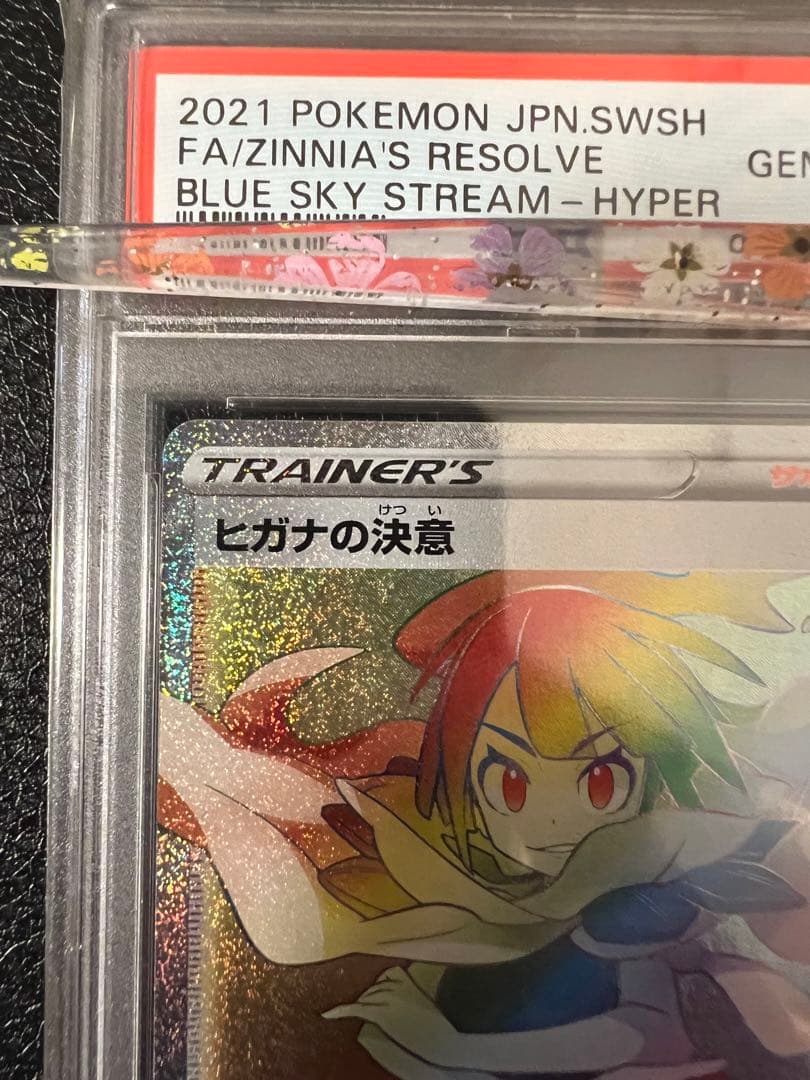 2021 POKEMON JPN.SWSH
FA/ZINNIA'S RESOLVE
GEN
BLUE SKY STREAM – HYPER
TRAINER'S
サ
けつ い
ヒガナの決意